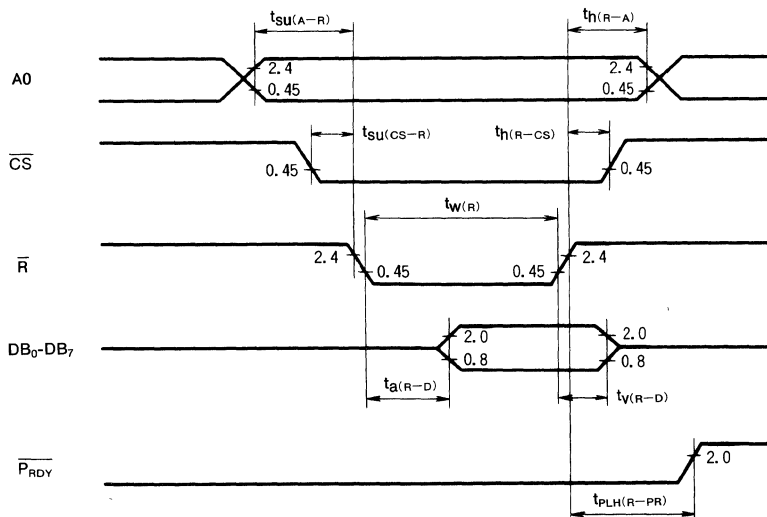 tsu(A-R)
th(R-A)
A0
2.4
0.45
2.4
0.45
tsu(CS-R)
th(R-CS)
C̅S̅
0.45
0.45
tw(R)
R̅
2.4
0.45
0.45
2.4
DB₀-DB₇
2.0
0.8
2.0
0.8
ta(R-D)
tv(R-D)
P̅R̅D̅Y̅
2.0
tPLH(R-PR)